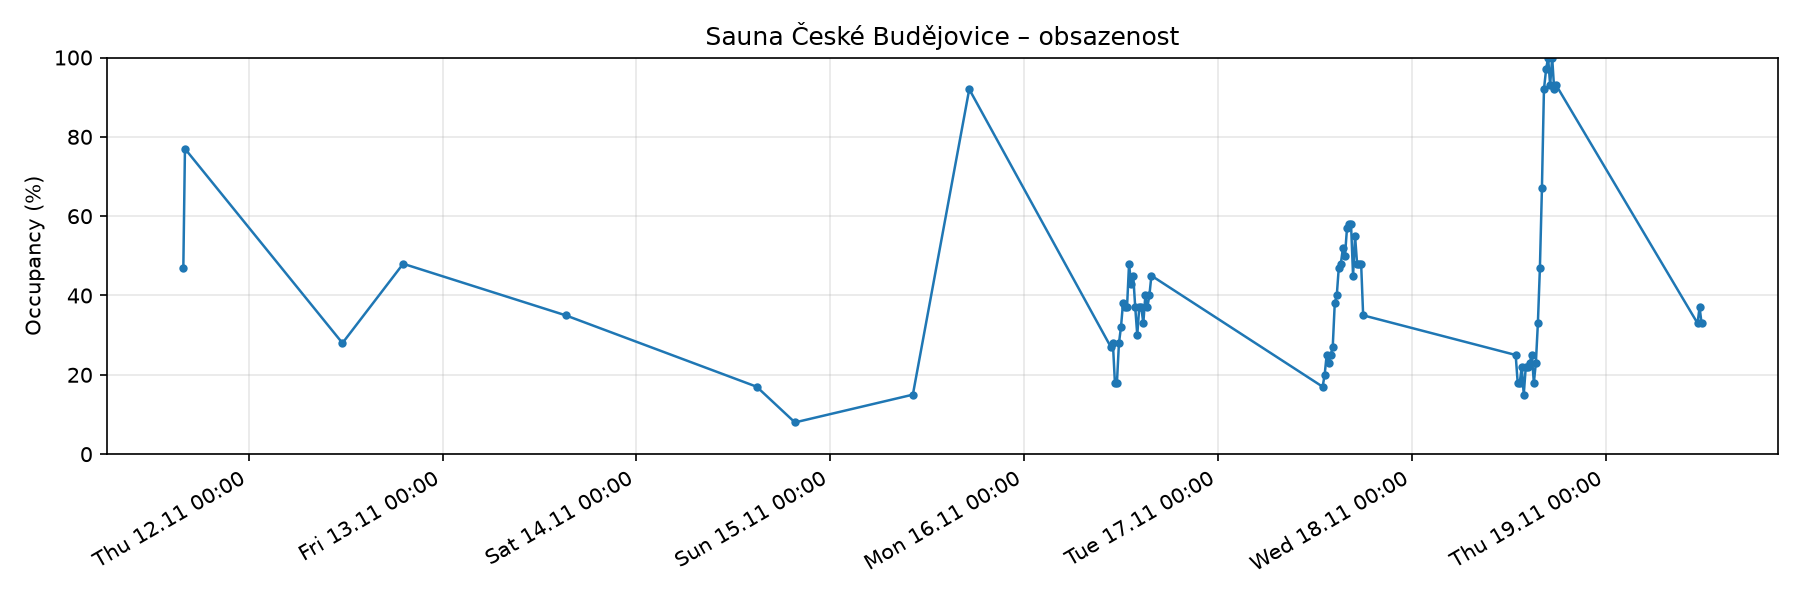 Sauna České Budějovice – obsazenost
Occupancy (%)
100
80
60
40
20
0
Thu 12.11 00:00
Fri 13.11 00:00
Sat 14.11 00:00
Sun 15.11 00:00
Mon 16.11 00:00
Tue 17.11 00:00
Wed 18.11 00:00
Thu 19.11 00:00